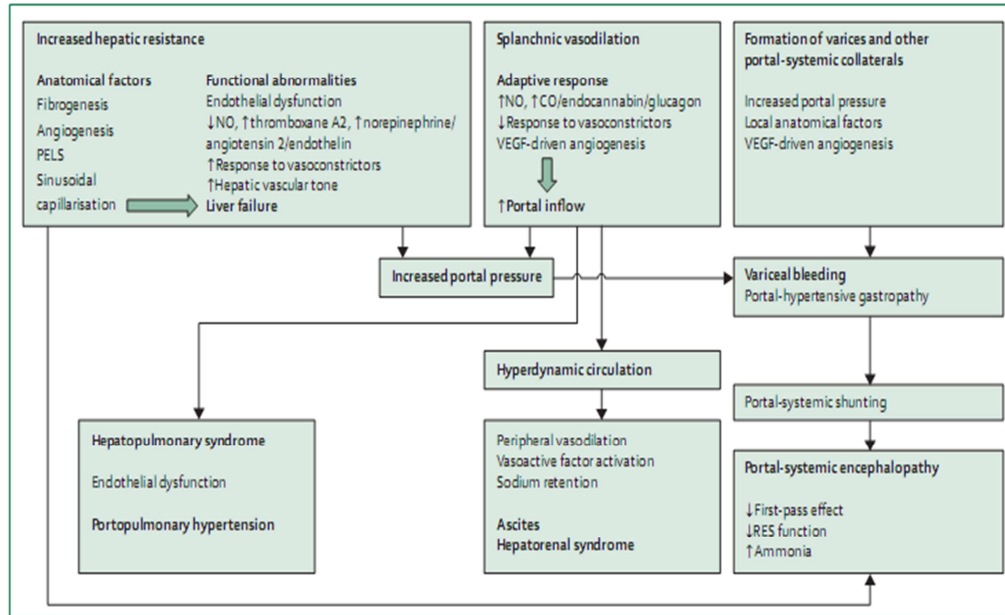 Increased hepatic resistance
Anatomical factors
Fibrogenesis
Angiogenesis
PELS
Sinusoidal
capillarisation
Functional abnormalities
Endothelial dysfunction
↓NO, ↑thromboxane A2, ↑norepinephrine/
angiotensin 2/endothelin
↑Response to vasoconstrictors
↑Hepatic vascular tone
Liver failure
Splanchnic vasodilation
Adaptive response
↑NO, ↑CO/endocannabin/glucagon
↓Response to vasoconstrictors
VEGF-driven angiogenesis
↑Portal inflow
Formation of varices and other
portal-systemic collaterals
Increased portal pressure
Local anatomical factors
VEGF-driven angiogenesis
Increased portal pressure
Variceal bleeding
Portal-hypertensive gastropathy
Hyperdynamic circulation
Portal-systemic shunting
Hepatopulmonary syndrome
Endothelial dysfunction
Portopulmonary hypertension
Peripheral vasodilation
Vasoactive factor activation
Sodium retention
Ascites
Hepatorenal syndrome
Portal-systemic encephalopathy
↓First-pass effect
↓RES function
↑Ammonia